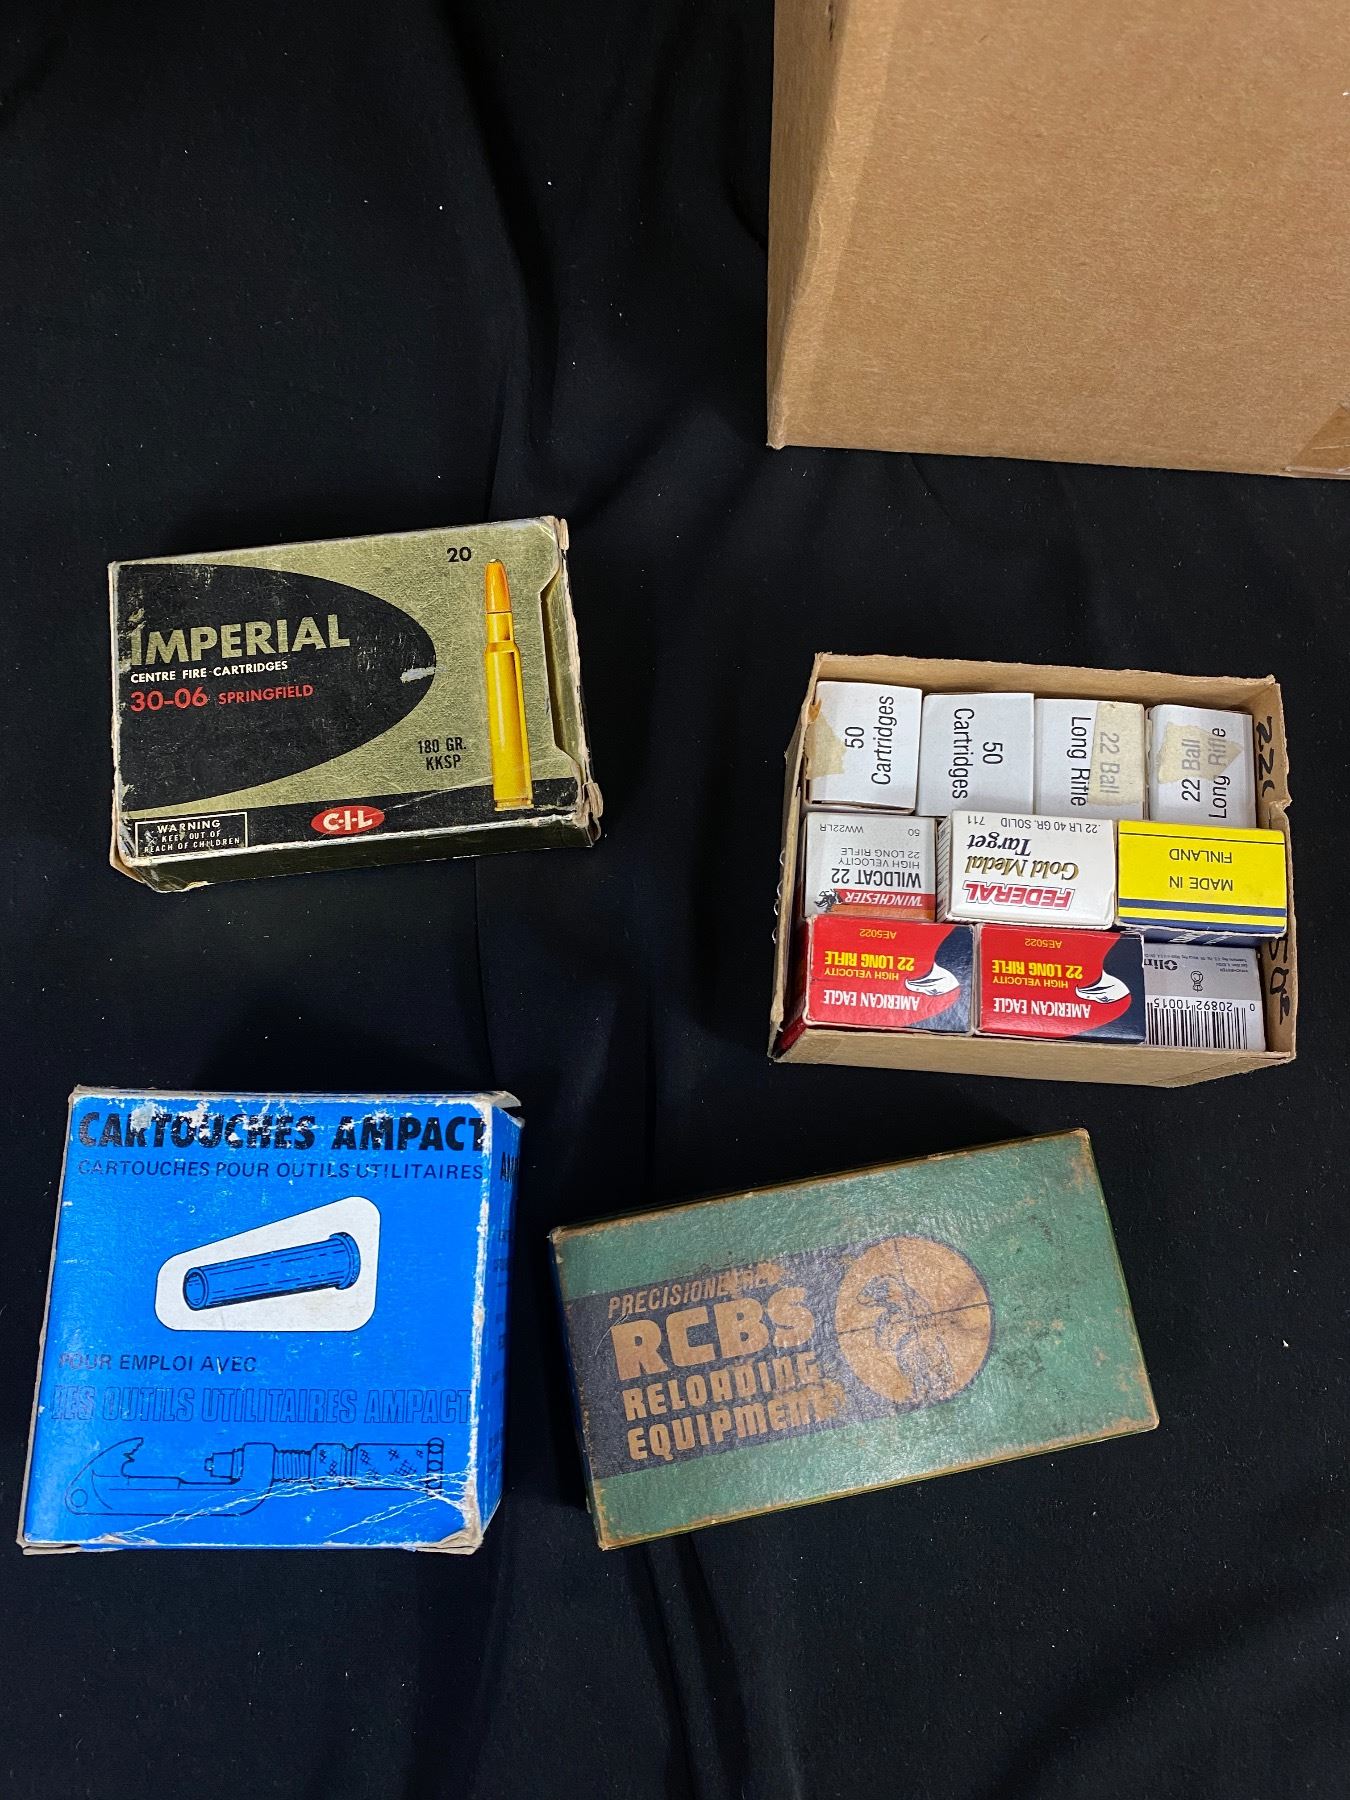 20
IMPERIAL
CENTRE FIRE CARTRIDGES
30-06 SPRINGFIELD
180 GR.
KKSP
C-I-L
WARNING
KEEP OUT OF
REACH OF CHILDREN
50
Cartridges
50
Cartridges
22 Ball
Long Rifle
22 Ball
Long Rifle
WINCHESTER
WILDCAT 22
HIGH VELOCITY
22 LONG RIFLE
50 WW22LR
FEDERAL
Gold Medal
Target
.22 LR 40 GR. SOLID 711
MADE IN
FINLAND
AMERICAN EAGLE
HIGH VELOCITY
22 LONG RIFLE
AE5022
AMERICAN EAGLE
HIGH VELOCITY
22 LONG RIFLE
AE5022
Olin
0 20892 10015
CARTOUCHES AMPACT
CARTOUCHES POUR OUTILS UTILITAIRES
POUR EMPLOI AVEC
LES OUTILS UTILITAIRES AMPACT
PRECISIONEERED
RCBS
RELOADING
EQUIPMENT